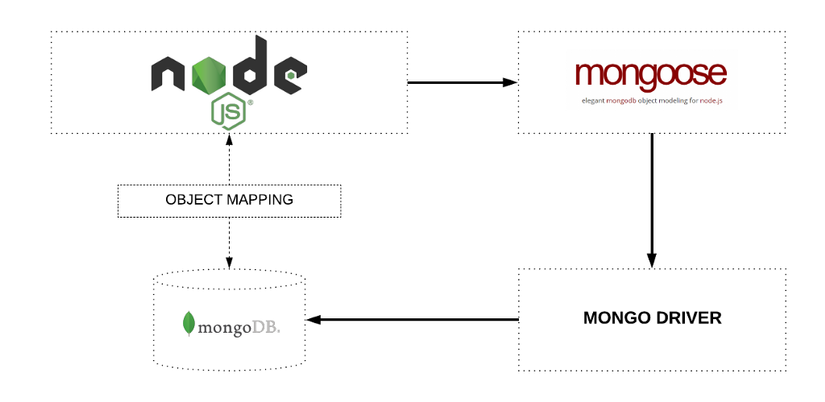 node
JS®
mongoose
elegant mongodb object modeling for node.js
OBJECT MAPPING
mongoDB.
MONGO DRIVER